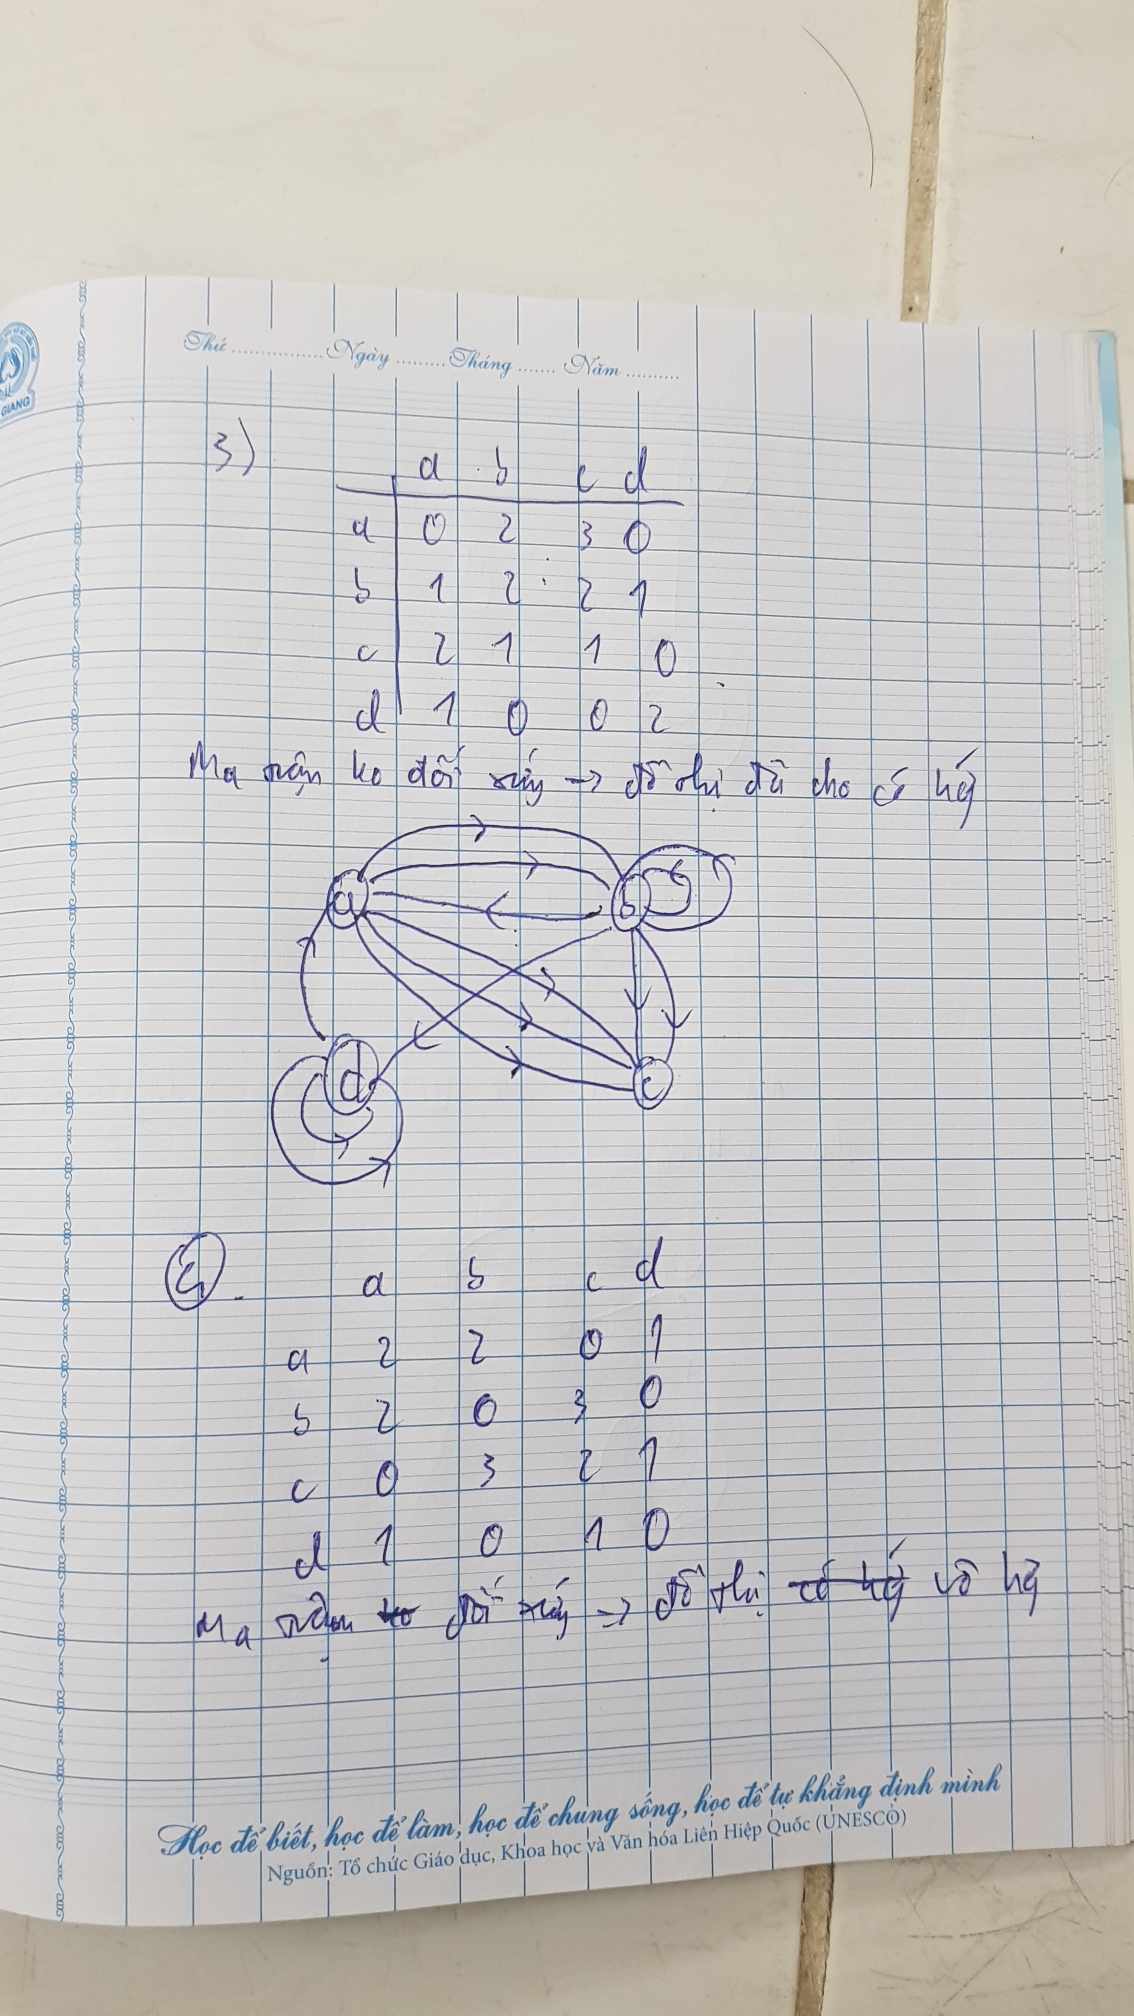 GIANG
Thứ ................ Ngày ......... Tháng ....... Năm ..........
3)
a b c d
a 0 2 3 0
b 1 2 2 1
c 2 1 1 0
d 1 0 0 2
Ma trận ko đối xứng → đồ thị đã cho có hg
a b
d c
4.
a b c d
a 2 2 0 1
b 2 0 3 0
c 0 3 2 1
d 1 0 1 0
Ma trận ko đối xứng → đồ thị có hg vô hg
Học để biết, học để làm, học để chung sống, học để tự khẳng định mình
Nguồn: Tổ chức Giáo dục, Khoa học và Văn hóa Liên Hiệp Quốc (UNESCO)